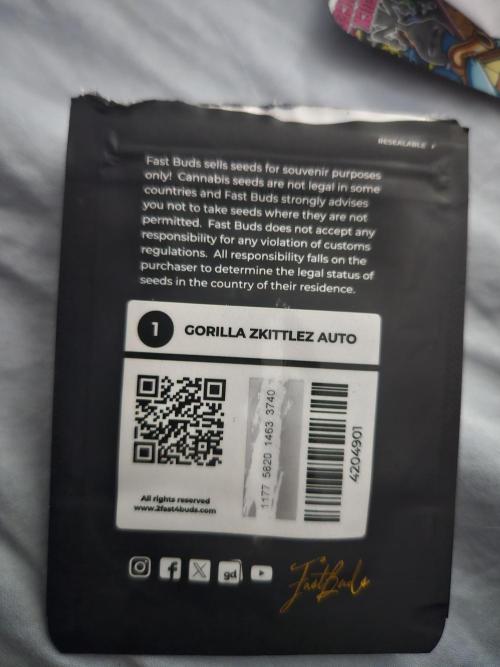 RESEALABLE
Fast Buds sells seeds for souvenir purposes
only! Cannabis seeds are not legal in some
countries and Fast Buds strongly advises
you not to take seeds where they are not
permitted. Fast Buds does not accept any
responsibility for any violation of customs
regulations. All responsibility falls on the
purchaser to determine the legal status of
seeds in the country of their residence.
1 GORILLA ZKITTLEZ AUTO
1177 5820 1463 3740
4204901
All rights reserved
www.2fast4buds.com
gd
FastBuds